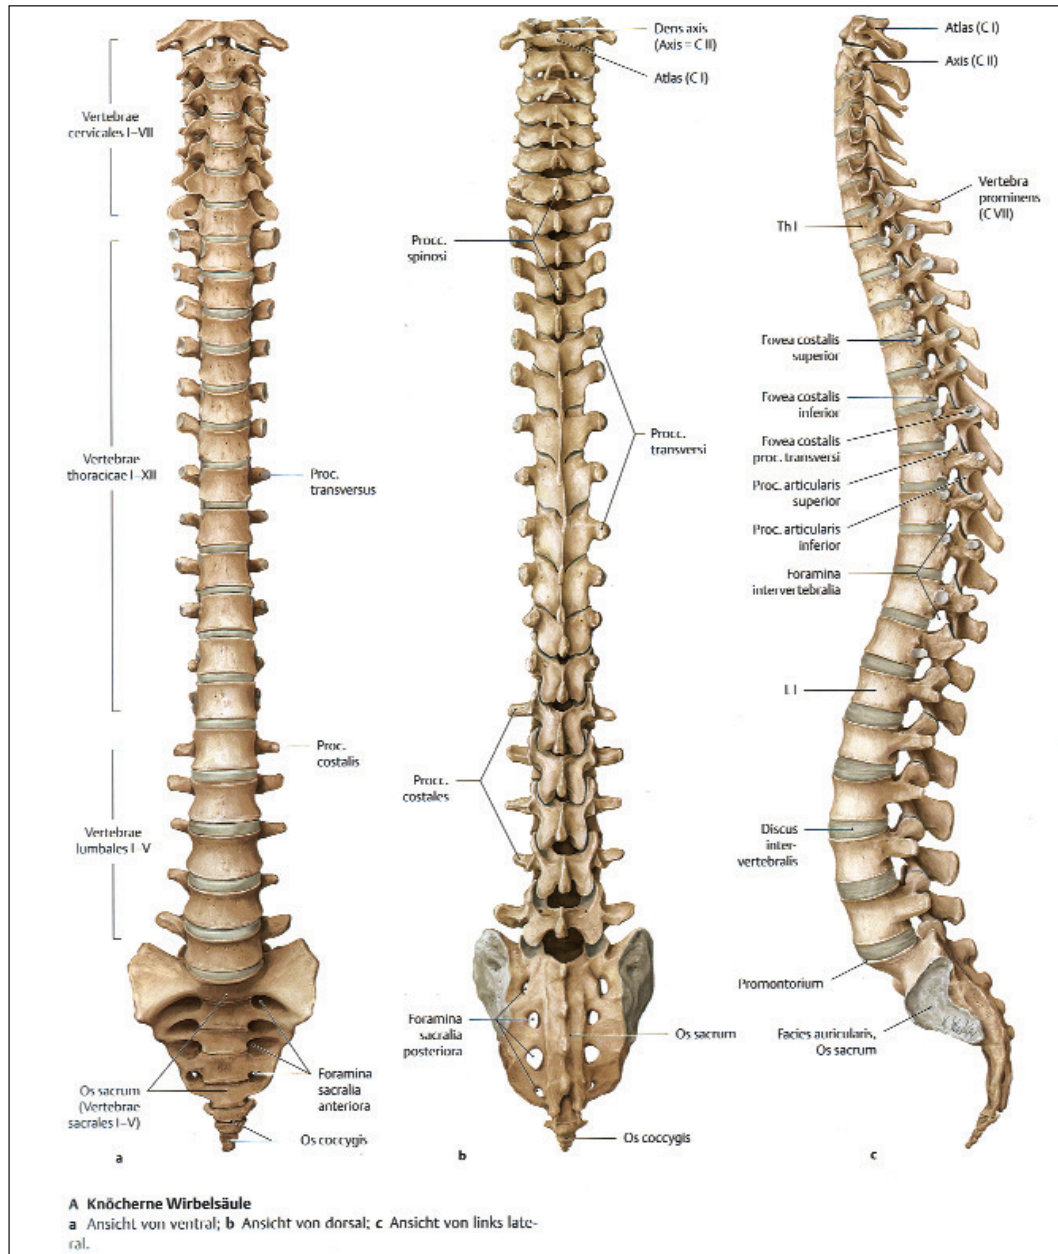 Vertebrae
cervicales I–VII
Vertebrae
thoracicae I–XII
Proc.
transversus
Proc.
costalis
Vertebrae
lumbales I–V
Os sacrum
(Vertebrae
sacrales I–V)
Foramina
sacralia
anteriora
Os coccygis
a
Dens axis
(Axis = C II)
Atlas (C I)
Procc.
spinosi
Procc.
transversi
Procc.
costales
Foramina
sacralia
posteriora
Os sacrum
Os coccygis
b
Atlas (C I)
Axis (C II)
Vertebra
prominens
(C VII)
Th I
Fovea costalis
superior
Fovea costalis
inferior
Fovea costalis
proc. transversi
Proc. articularis
superior
Proc. articularis
inferior
Foramina
intervertebralia
L I
Discus
inter-
vertebralis
Promontorium
Facies auricularis,
Os sacrum
c
A Knöcherne Wirbelsäule
a Ansicht von ventral; b Ansicht von dorsal; c Ansicht von links late-
ral.